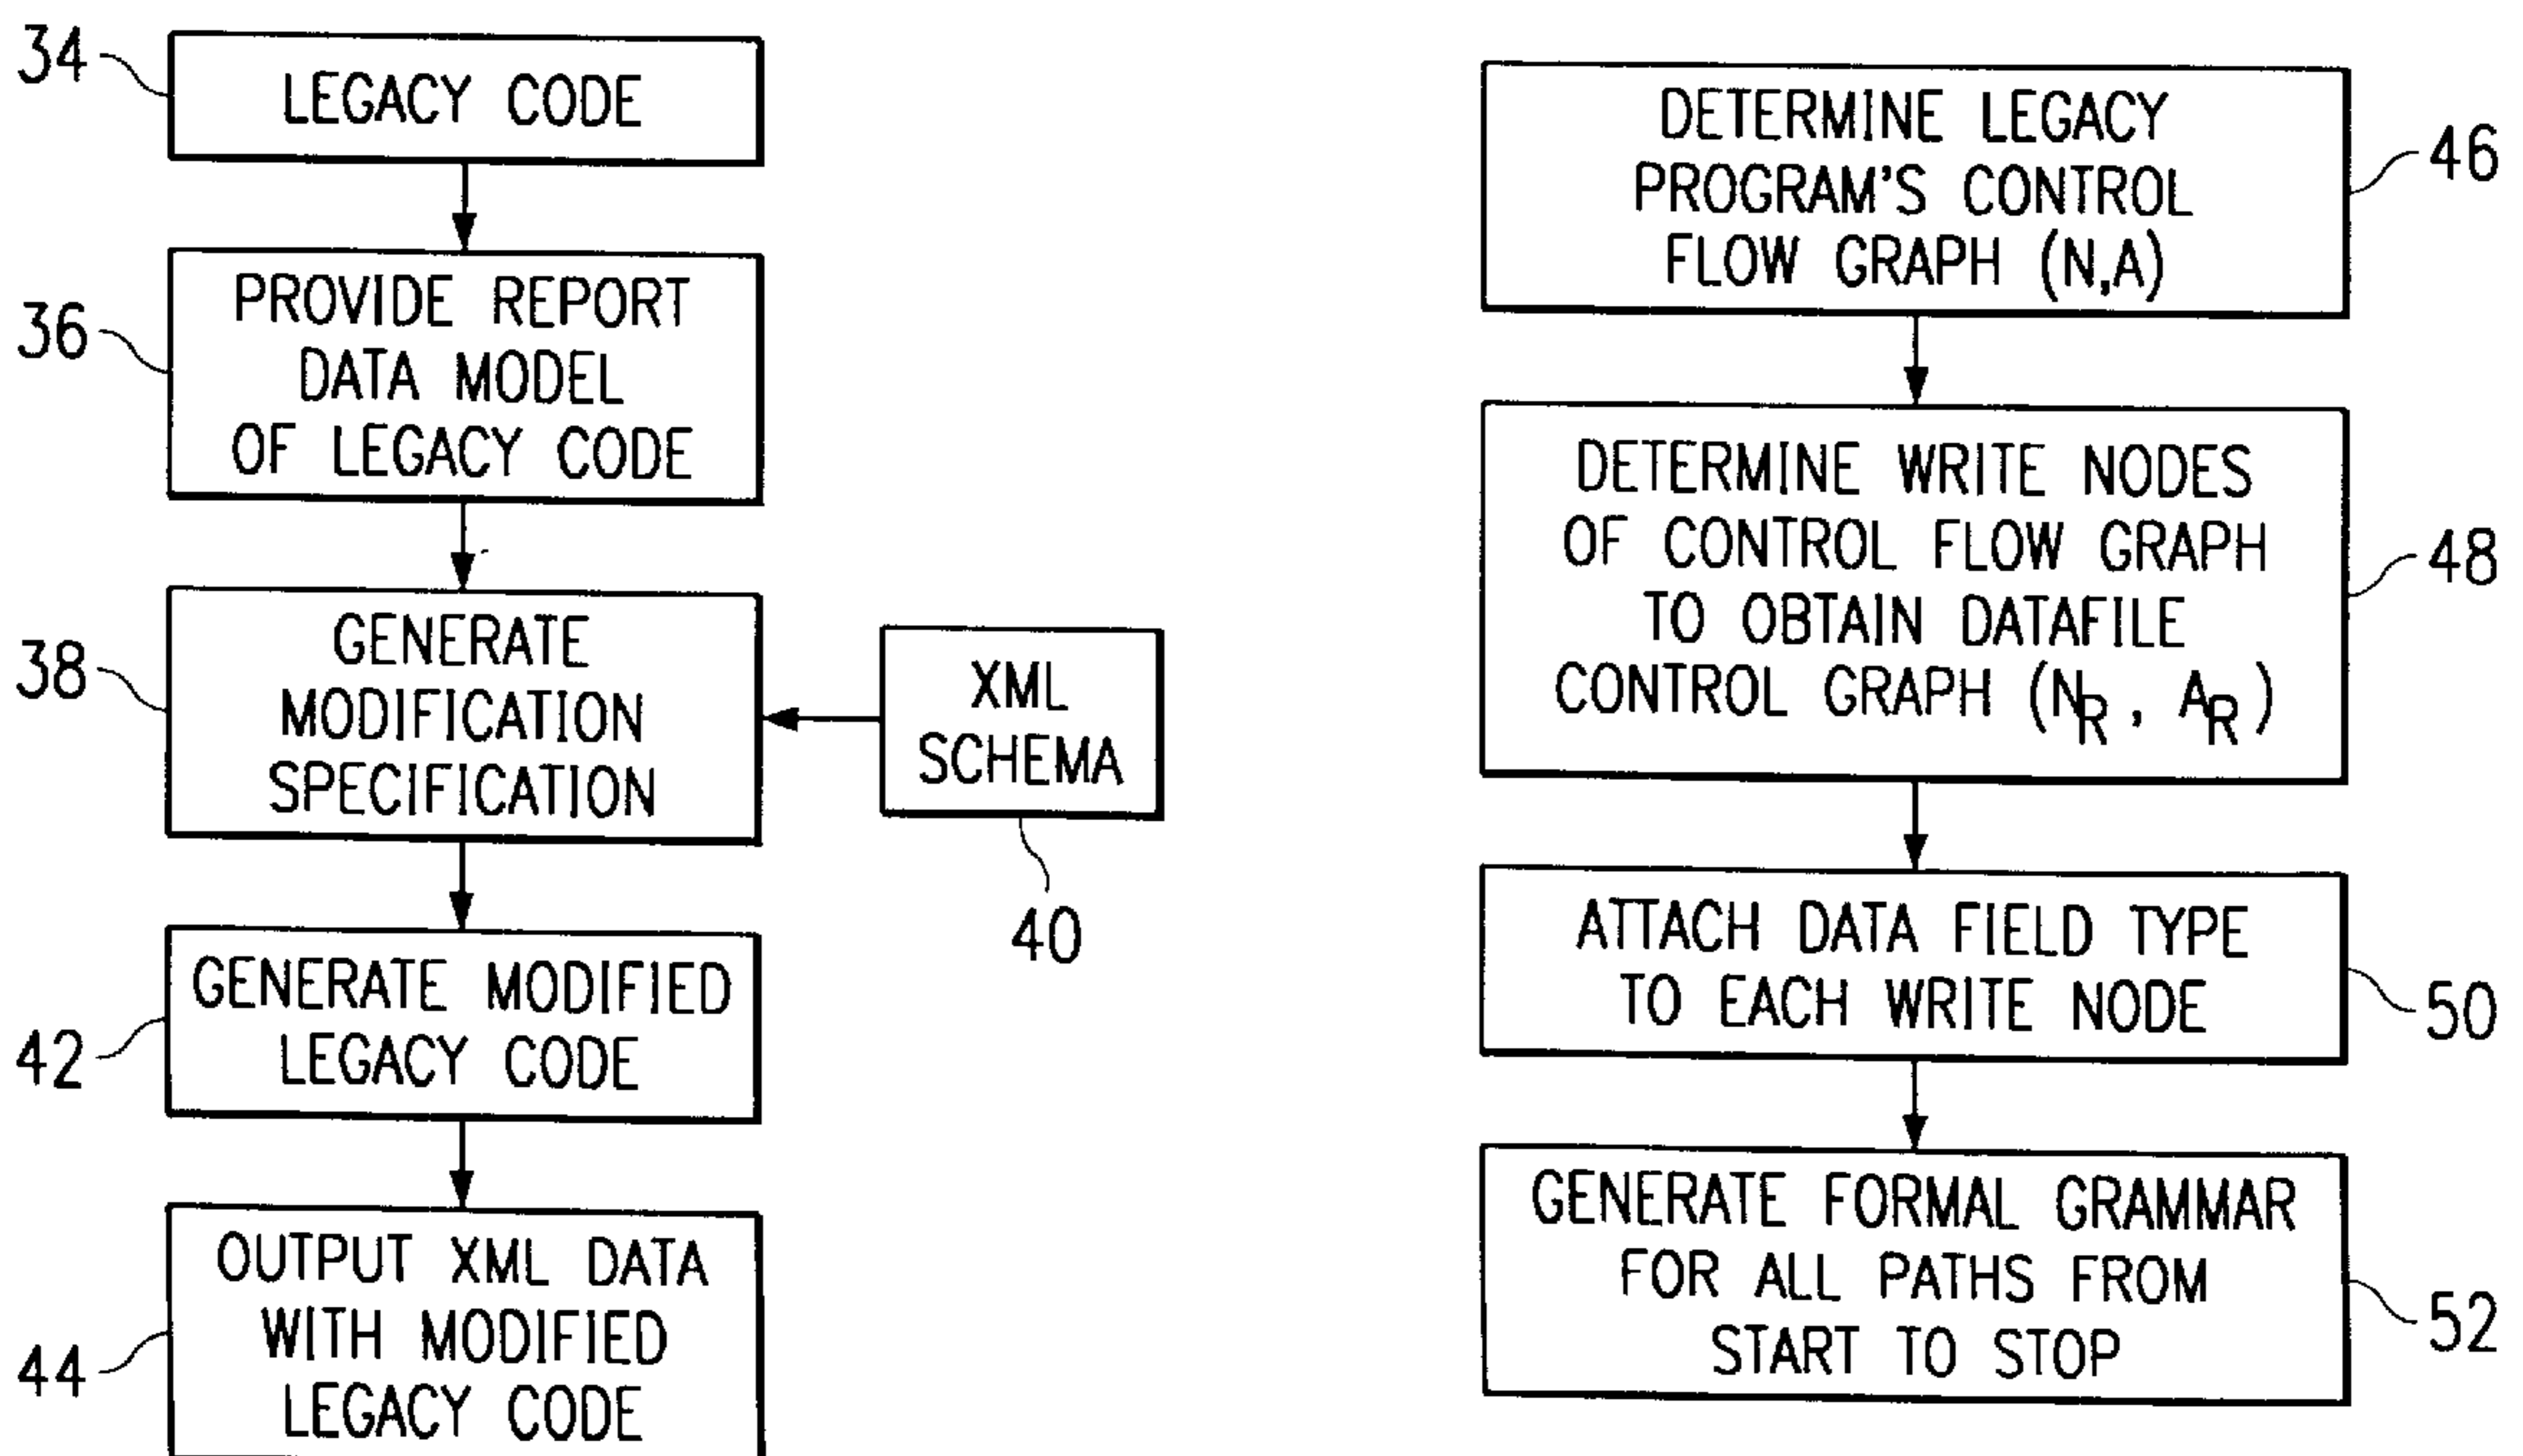 34
LEGACY CODE
36
PROVIDE REPORT
DATA MODEL
OF LEGACY CODE
38
GENERATE
MODIFICATION
SPECIFICATION
XML
SCHEMA
40
42
GENERATE MODIFIED
LEGACY CODE
44
OUTPUT XML DATA
WITH MODIFIED
LEGACY CODE
DETERMINE LEGACY
PROGRAM'S CONTROL
FLOW GRAPH (N,A)
46
DETERMINE WRITE NODES
OF CONTROL FLOW GRAPH
TO OBTAIN DATAFILE
CONTROL GRAPH (N_R, A_R)
48
ATTACH DATA FIELD TYPE
TO EACH WRITE NODE
50
GENERATE FORMAL GRAMMAR
FOR ALL PATHS FROM
START TO STOP
52